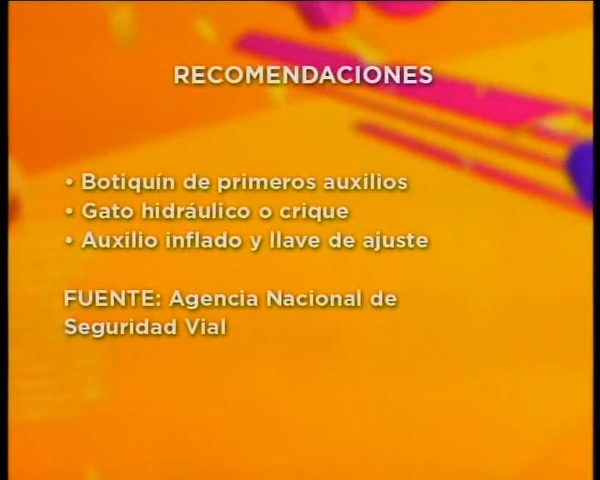 RECOMENDACIONES
• Botiquín de primeros auxilios
• Gato hidráulico o crique
• Auxilio inflado y llave de ajuste
FUENTE: Agencia Nacional de
Seguridad Vial